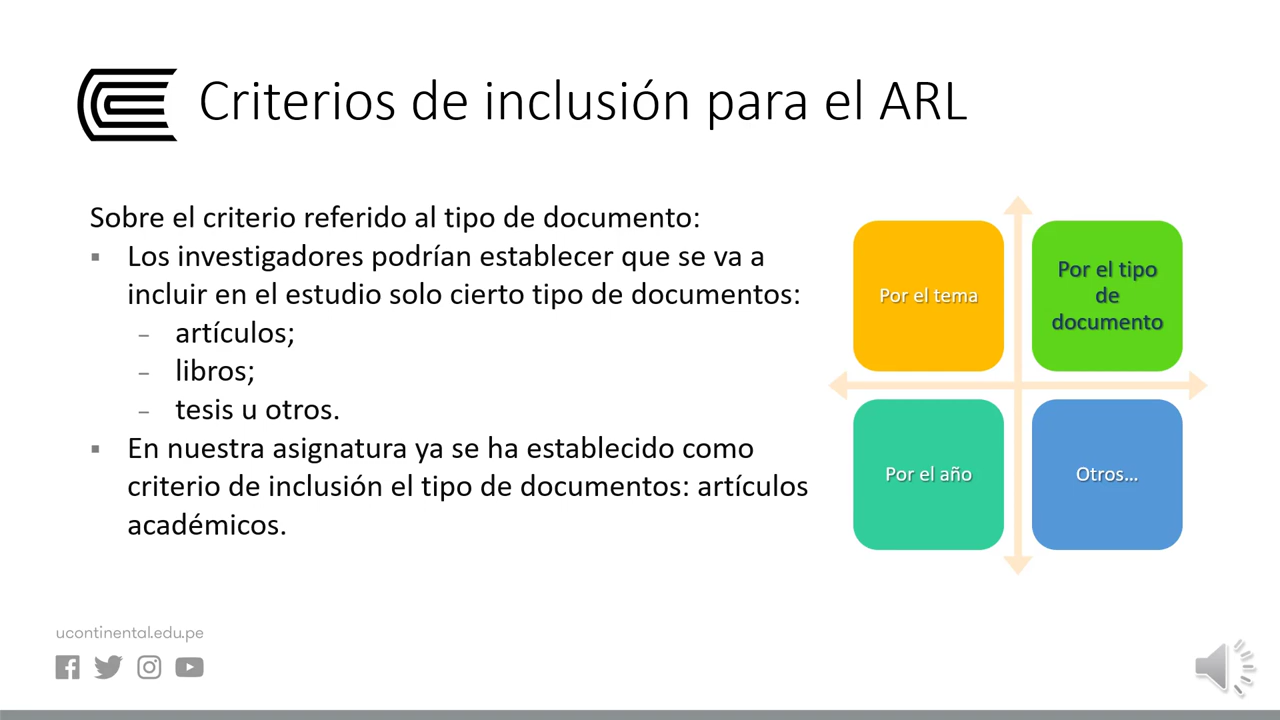 Criterios de inclusión para el ARL
Sobre el criterio referido al tipo de documento:
▪ Los investigadores podrían establecer que se va a
incluir en el estudio solo cierto tipo de documentos:
– artículos;
– libros;
– tesis u otros.
▪ En nuestra asignatura ya se ha establecido como
criterio de inclusión el tipo de documentos: artículos
académicos.
Por el tema
Por el tipo
de
documento
Por el año
Otros...
ucontinental.edu.pe